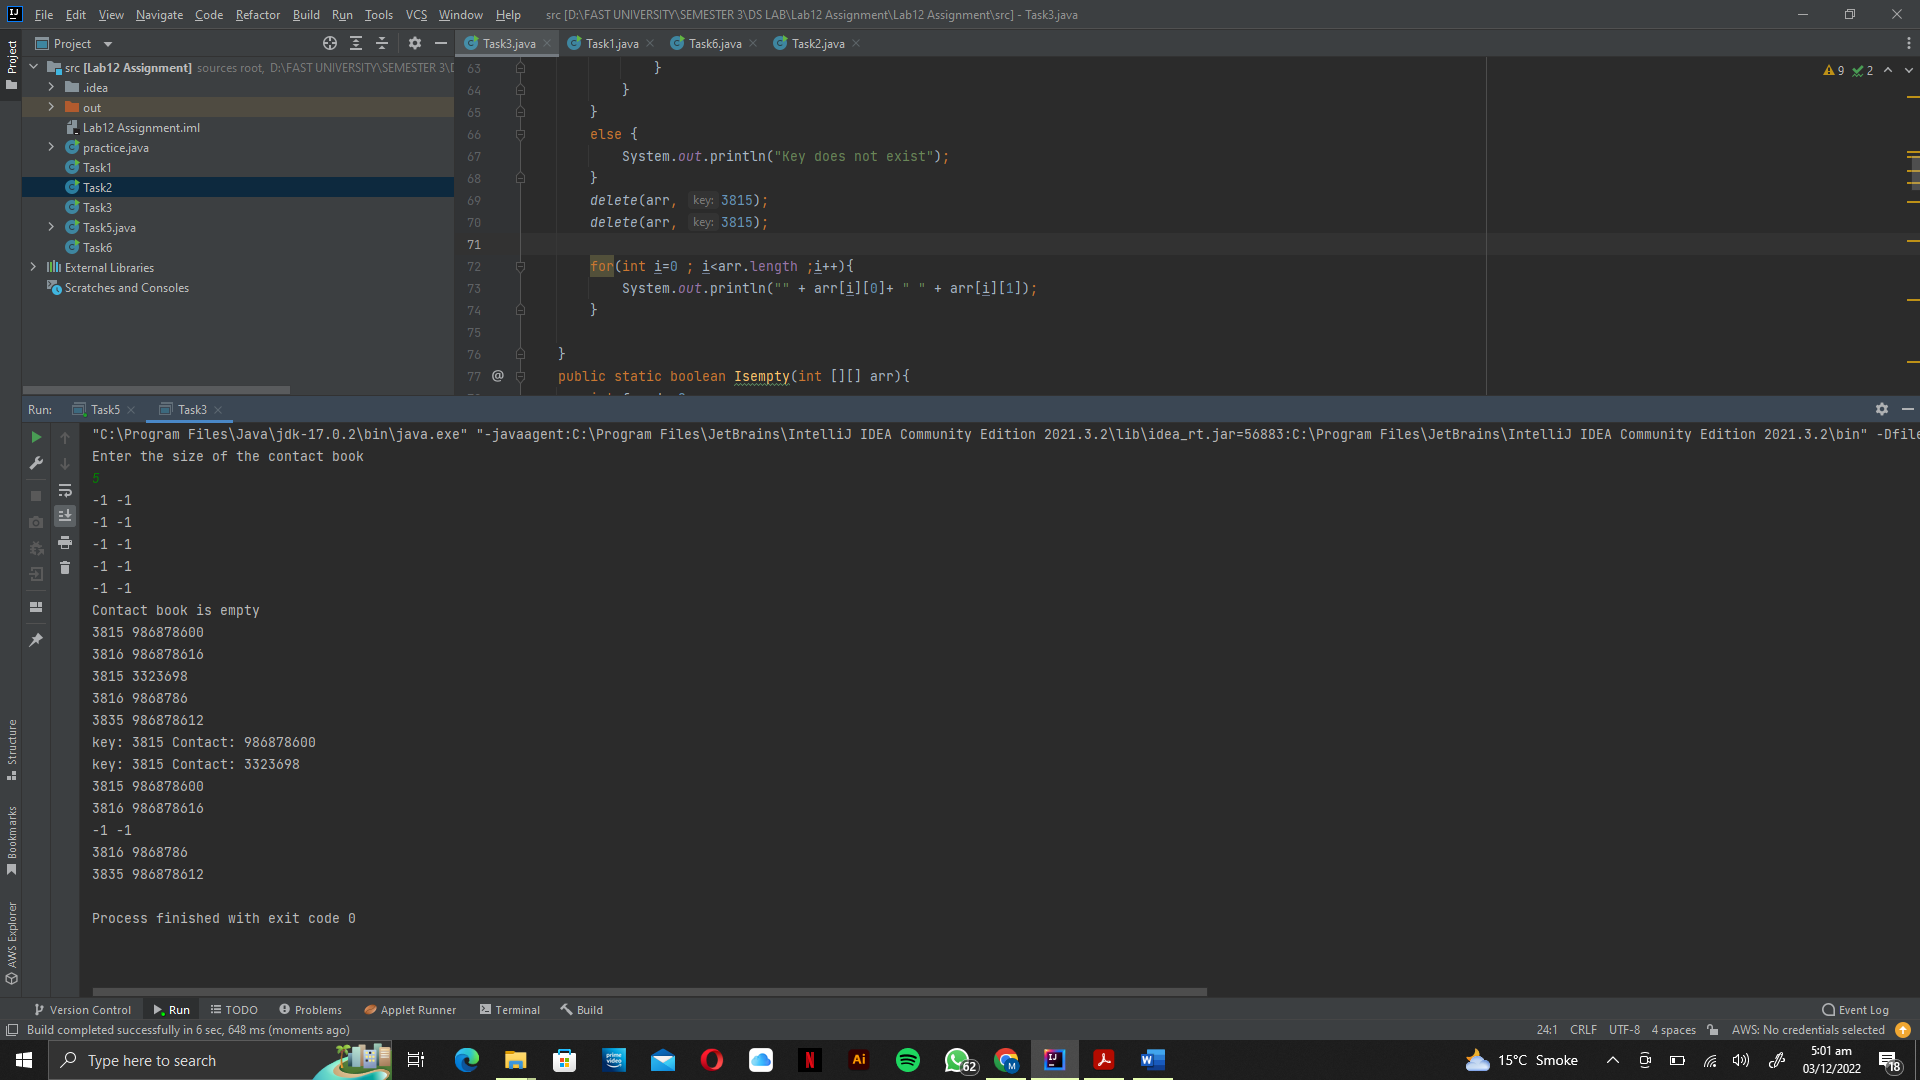 File Edit View Navigate Code Refactor Build Run Tools VCS Window Help src [D:\FAST UNIVERSITY\SEMESTER 3\DS LAB\Lab12 Assignment\Lab12 Assignment\src] - Task3.java
Project
Project
Task3.java Task1.java Task6.java Task2.java
src [Lab12 Assignment] sources root, D:\FAST UNIVERSITY\SEMESTER 3\D
.idea
out
Lab12 Assignment.iml
practice.java
Task1
Task2
Task3
Task5.java
Task6
External Libraries
Scratches and Consoles
9 2
63 }
64 }
65 }
66 else {
67 System.out.println("Key does not exist");
68 }
69 delete(arr, key: 3815);
70 delete(arr, key: 3815);
71
72 for(int i=0 ; i<arr.length ;i++){
73 System.out.println("" + arr[i][0]+ " " + arr[i][1]);
74 }
75
76 }
77 @ public static boolean Isempty(int [][] arr){
Run: Task5 Task3
"C:\Program Files\Java\jdk-17.0.2\bin\java.exe" "-javaagent:C:\Program Files\JetBrains\IntelliJ IDEA Community Edition 2021.3.2\lib\idea_rt.jar=56883:C:\Program Files\JetBrains\IntelliJ IDEA Community Edition 2021.3.2\bin" -Dfile
Enter the size of the contact book
5
-1 -1
-1 -1
-1 -1
-1 -1
-1 -1
Contact book is empty
3815 986878600
3816 986878616
3815 3323698
3816 9868786
3835 986878612
key: 3815 Contact: 986878600
key: 3815 Contact: 3323698
3815 986878600
3816 986878616
-1 -1
3816 9868786
3835 986878612
Process finished with exit code 0
Structure
Bookmarks
AWS Explorer
Version Control Run TODO Problems Applet Runner Terminal Build Event Log
Build completed successfully in 6 sec, 648 ms (moments ago) 24:1 CRLF UTF-8 4 spaces AWS: No credentials selected
Type here to search prime video N Ai 62 M IJ W 15°C Smoke 5:01 am
03/12/2022 18